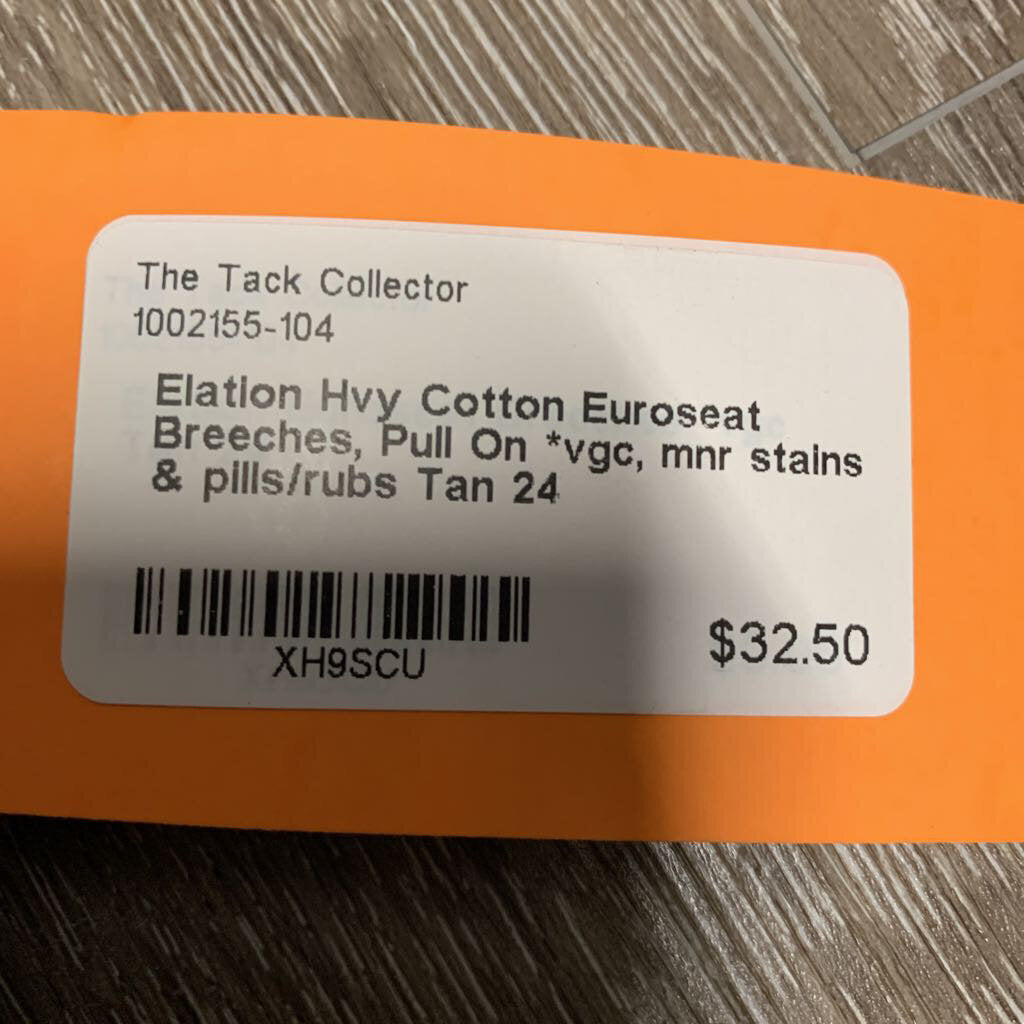 The Tack Collector
1002155-104
Elation Hvy Cotton Euroseat
Breeches, Pull On *vgc, mnr stains
& pills/rubs Tan 24
XH9SCU
$32.50